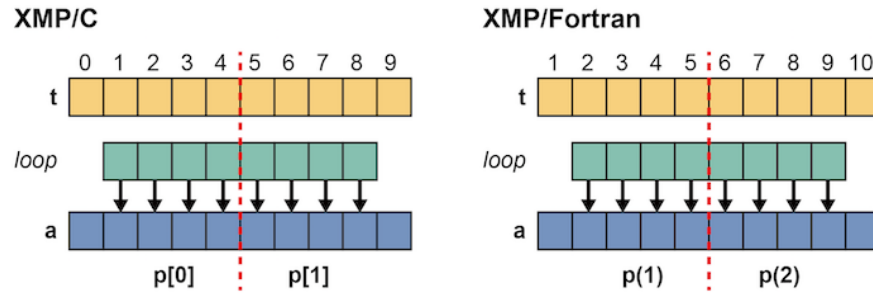 XMP/C
0 1 2 3 4 5 6 7 8 9
t
loop
a
p[0] p[1]
XMP/Fortran
1 2 3 4 5 6 7 8 9 10
t
loop
a
p(1) p(2)